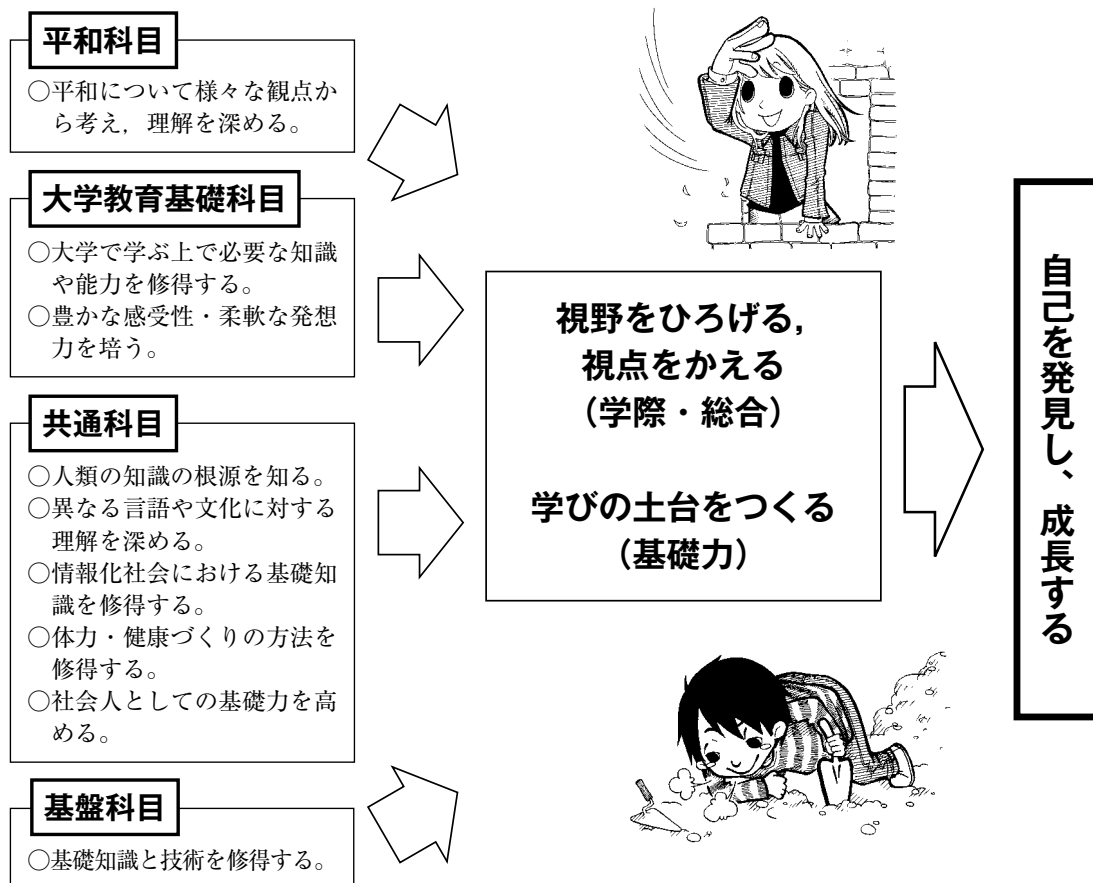 平和科目
○平和について様々な観点か
ら考え，理解を深める。
大学教育基礎科目
○大学で学ぶ上で必要な知識
や能力を修得する。
○豊かな感受性・柔軟な発想
力を培う。
共通科目
○人類の知識の根源を知る。
○異なる言語や文化に対する
理解を深める。
○情報化社会における基礎知
識を修得する。
○体力・健康づくりの方法を
修得する。
○社会人としての基礎力を高
める。
基盤科目
○基礎知識と技術を修得する。
視野をひろげる，
視点をかえる
（学際・総合）
学びの土台をつくる
（基礎力）
自己を発見し、成長する